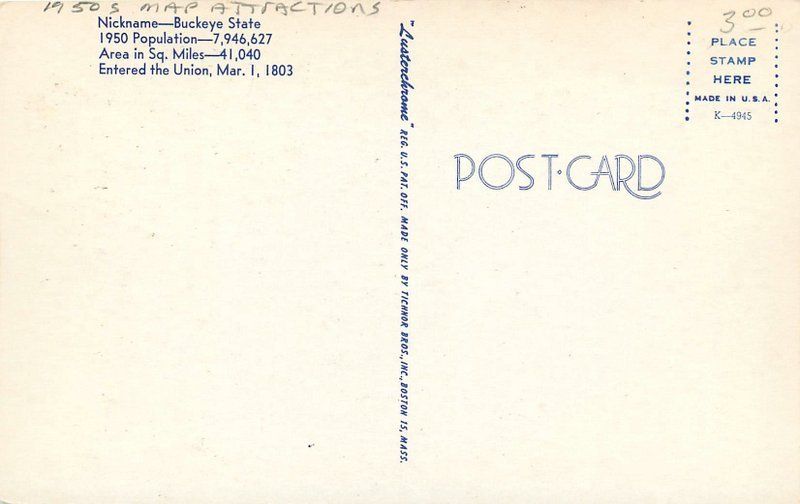 1950s MAP ATTRACTIONS
Nickname—Buckeye State
1950 Population—7,946,627
Area in Sq. Miles—41,040
Entered the Union, Mar. 1, 1803
"Lusterchrome" REG. U.S. PAT. OFF. MADE ONLY BY TICHNOR BROS., INC., BOSTON 15, MASS.
POST·CARD
3.00
PLACE
STAMP
HERE
MADE IN U.S.A.
K—4945